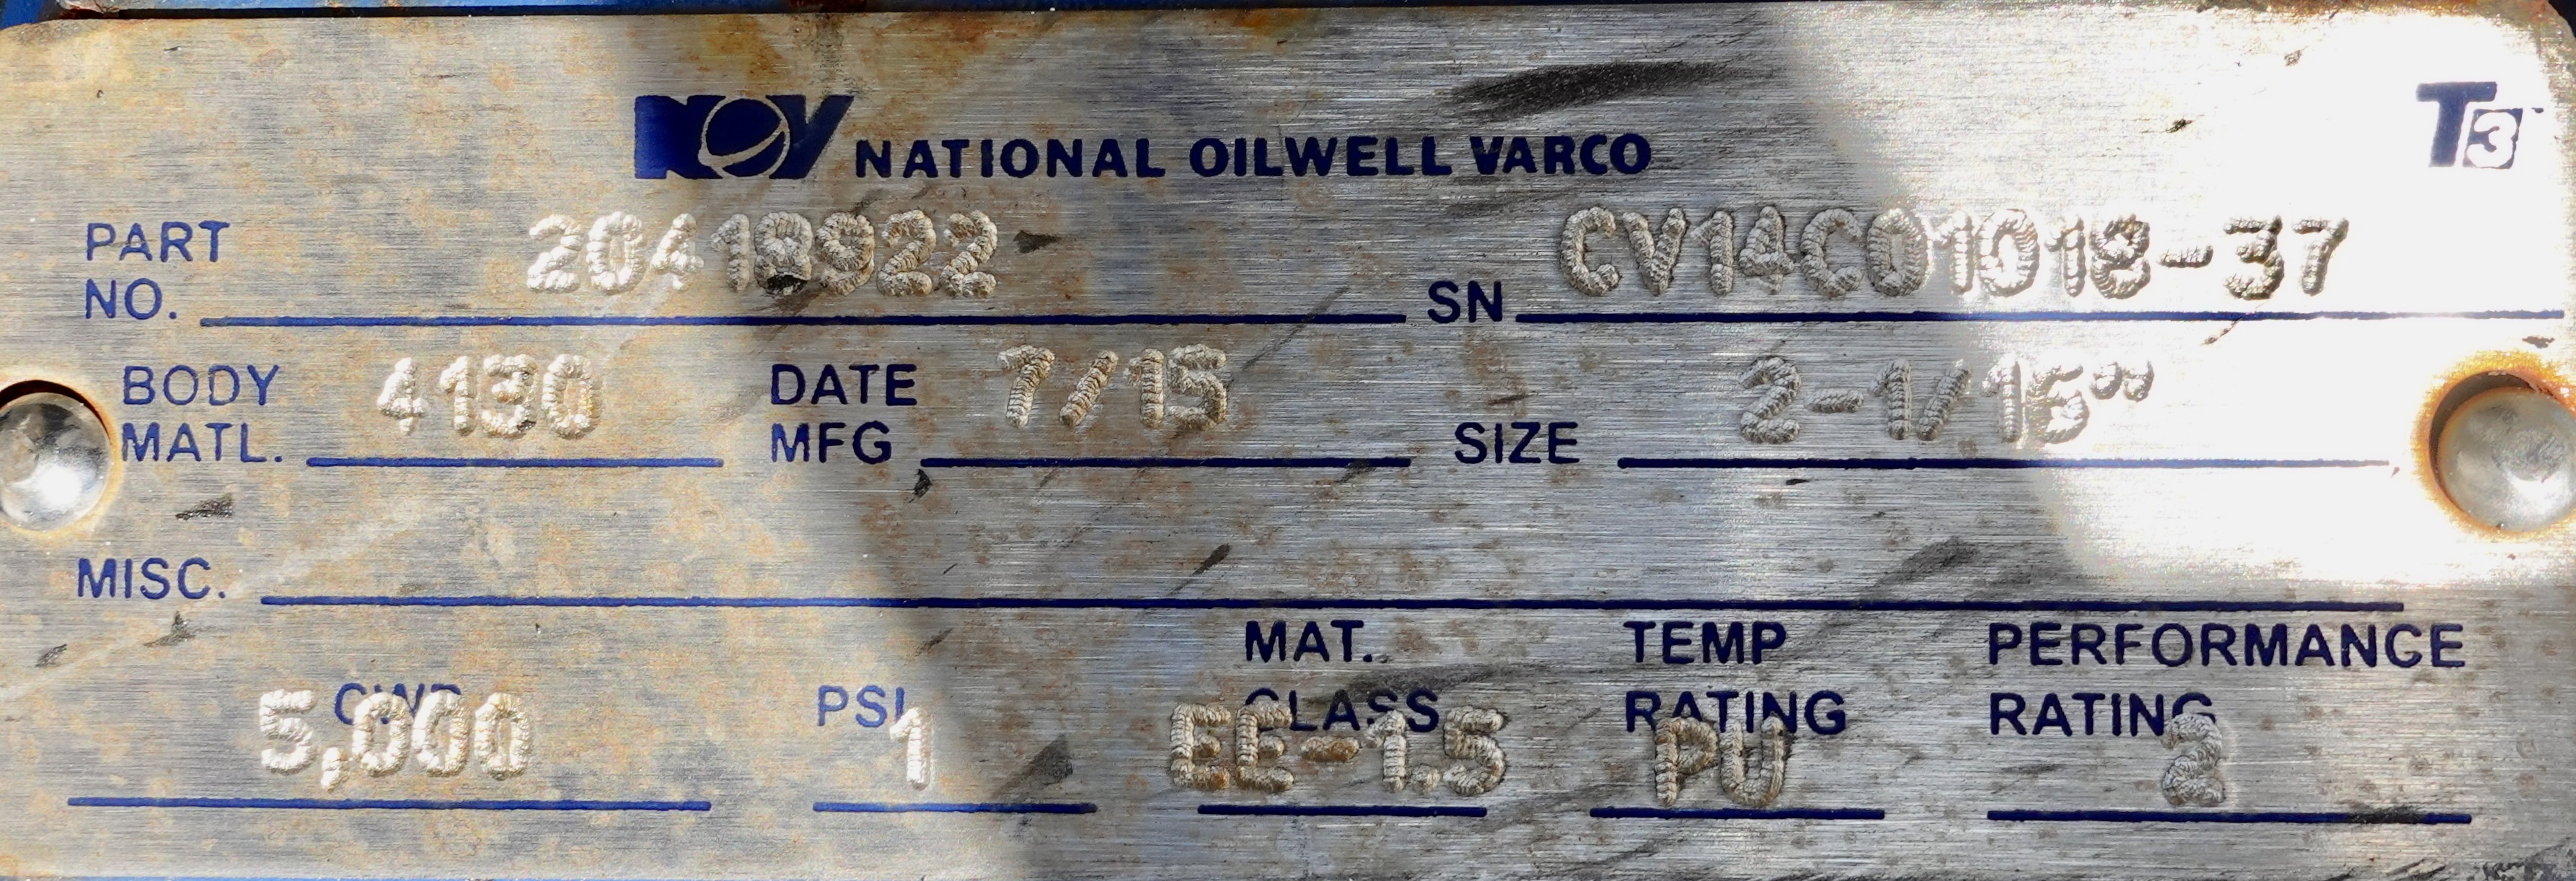 NOV NATIONAL OILWELL VARCO T3
PART NO. 20418922 SN CV14C01018-37
BODY MATL. 4130 DATE MFG 7/15 SIZE 2-1/16"
MISC.
CWP 5,000 PSL 1 MAT. CLASS EE-1.5 TEMP RATING PU PERFORMANCE RATING 2